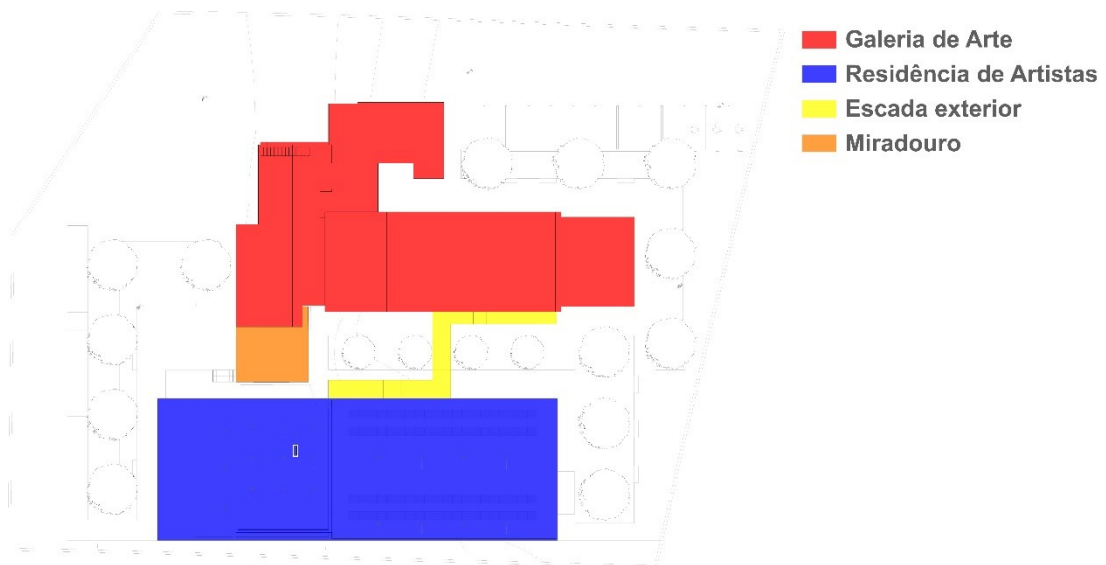 Galeria de Arte
Residência de Artistas
Escada exterior
Miradouro